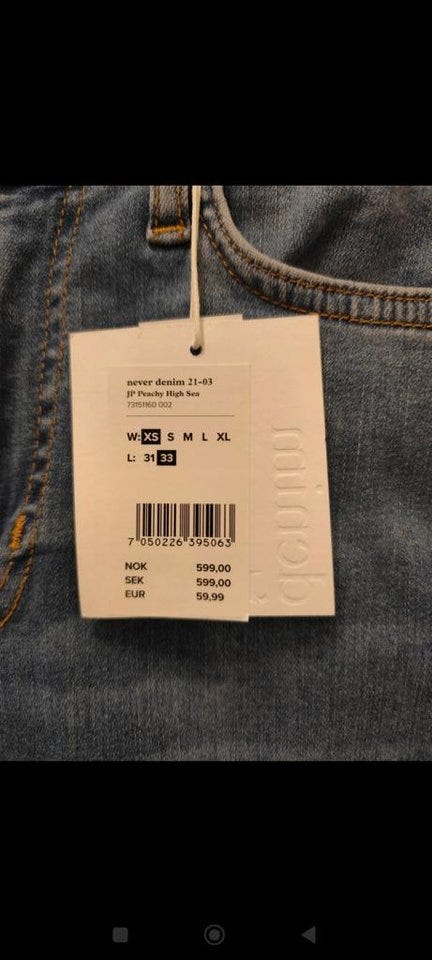 never denim 21-03
JP Peachy High Sea
73151160 002
W: XS S M L XL
L: 31 33
7 050226 395063
NOK 599,00
SEK 599,00
EUR 59,99
denim